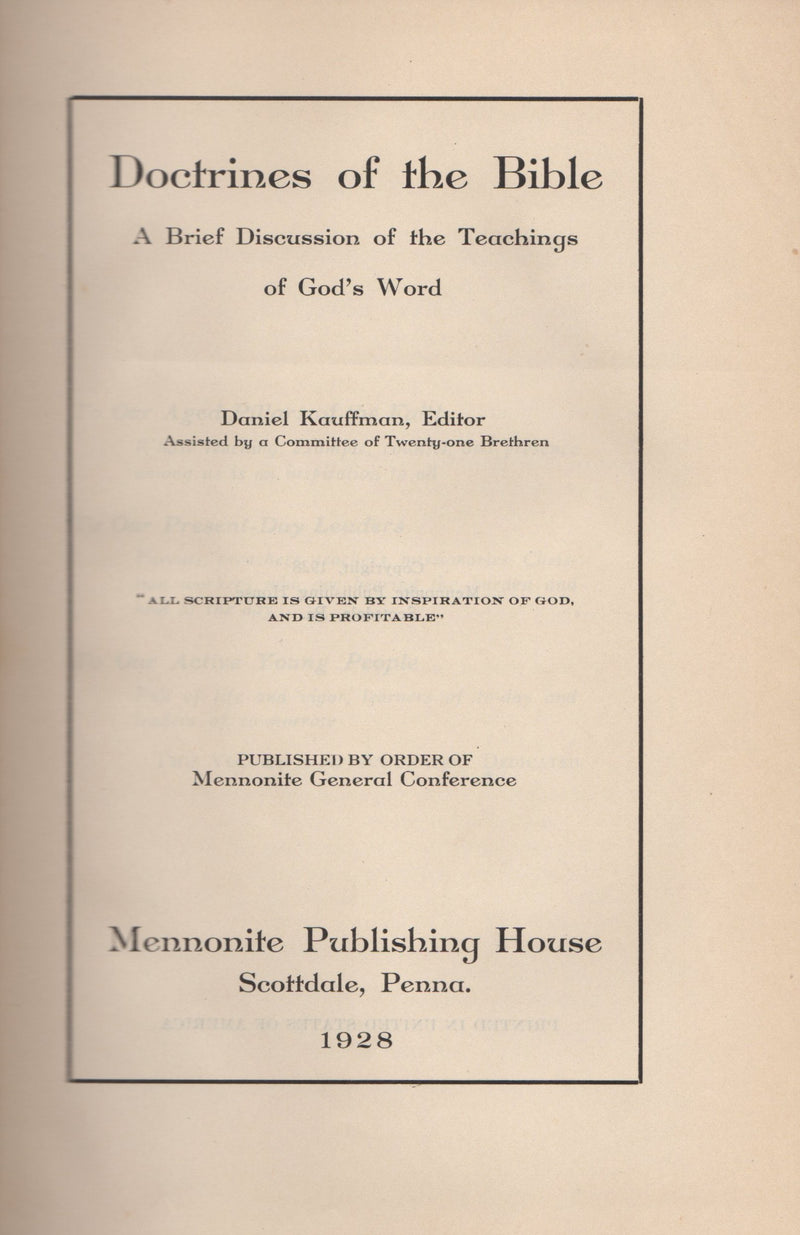 Doctrines of the Bible
A Brief Discussion of the Teachings
of God's Word
Daniel Kauffman, Editor
Assisted by a Committee of Twenty-one Brethren
"ALL SCRIPTURE IS GIVEN BY INSPIRATION OF GOD,
AND IS PROFITABLE"
PUBLISHED BY ORDER OF
Mennonite General Conference
Mennonite Publishing House
Scottdale, Penna.
1928